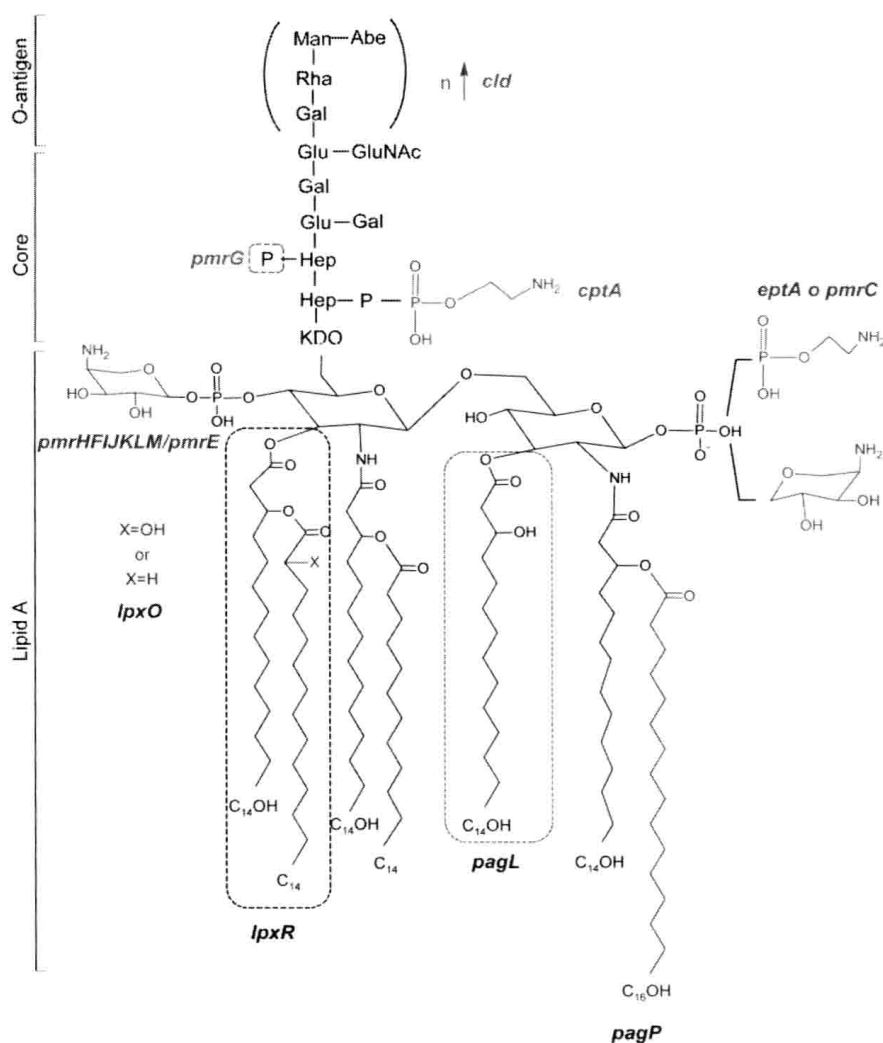 O-antigen
Man—Abe
Rha
Gal
n
cld
Core
Glu—GluNAc
Gal
Glu—Gal
pmrG
P—Hep
Hep—P—P
O
OH
O
NH₂
cptA
KDO
eptA o pmrC
O
P
O
OH
NH₂
Lipid A
NH₂
HO
OH
O
O
P
O
OH
O
pmrHFIJKLM/pmrE
O
O
O
HO
O
O
O
P
O
O⁻
OH
NH₂
O
OH
HO
O
NH
O
NH
O
O
O
O
O
X
O
O
O
OH
O
O
O
X=OH
or
X=H
lpxO
C₁₄OH
C₁₄
C₁₄OH
C₁₄
C₁₄OH
C₁₄OH
C₁₆OH
lpxR
pagL
pagP